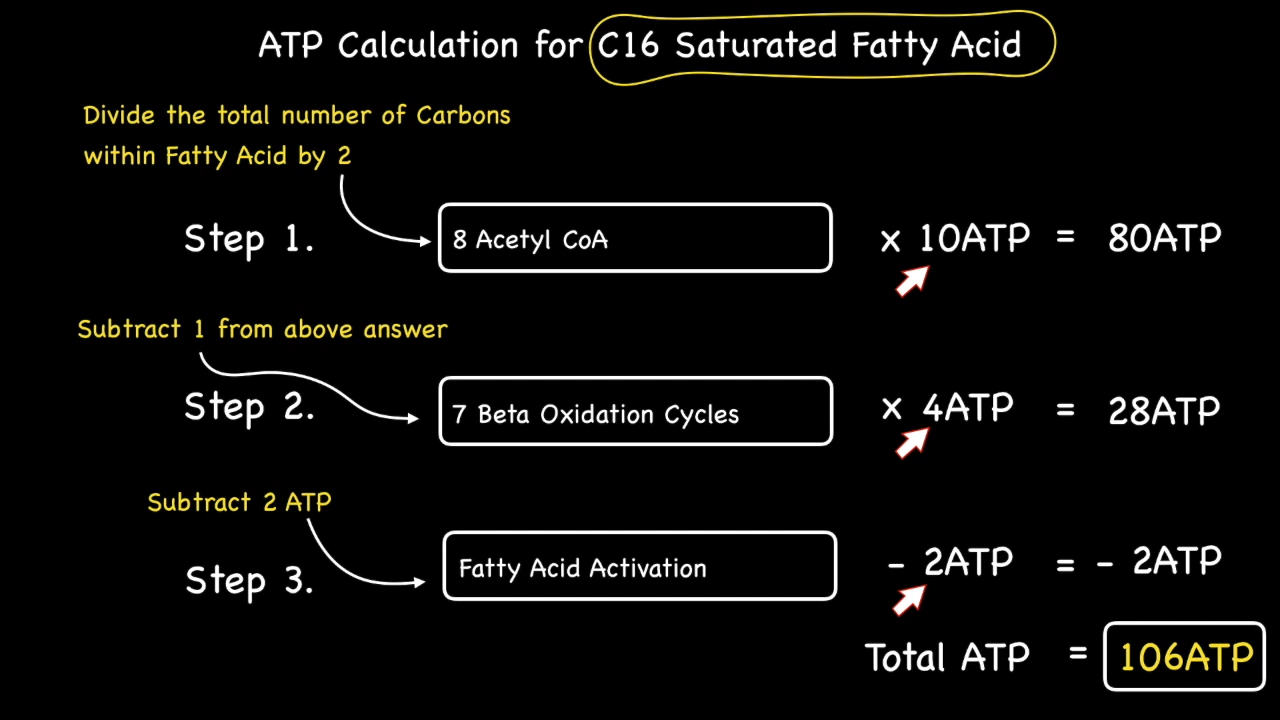 ATP Calculation for C16 Saturated Fatty Acid
Divide the total number of Carbons
within Fatty Acid by 2
Step 1. 8 Acetyl CoA x 10ATP = 80ATP
Subtract 1 from above answer
Step 2. 7 Beta Oxidation Cycles x 4ATP = 28ATP
Subtract 2 ATP
Step 3. Fatty Acid Activation - 2ATP = - 2ATP
Total ATP = 106ATP